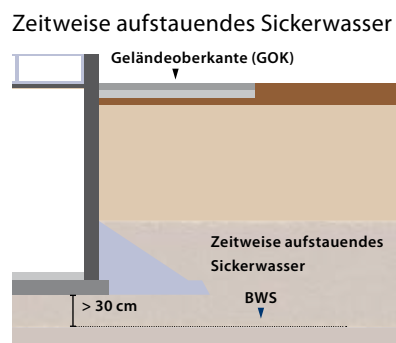 Zeitweise aufstauendes Sickerwasser
Geländeoberkante (GOK)
Zeitweise aufstauendes
Sickerwasser
BWS
> 30 cm